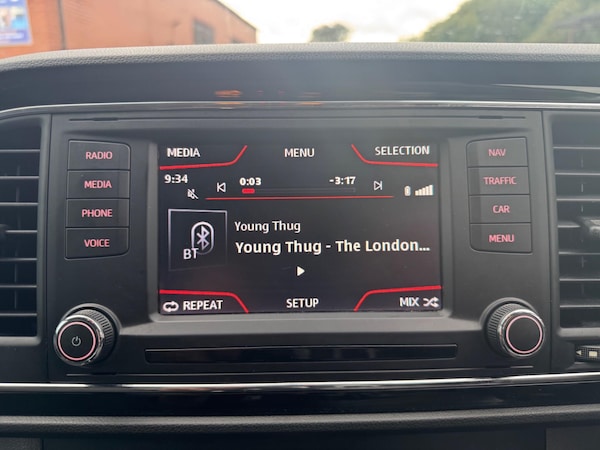 RADIO
MEDIA
PHONE
VOICE
MEDIA MENU SELECTION
9:34
0:03 -3:17
BT
Young Thug
Young Thug - The London...
REPEAT SETUP MIX
NAV
TRAFFIC
CAR
MENU